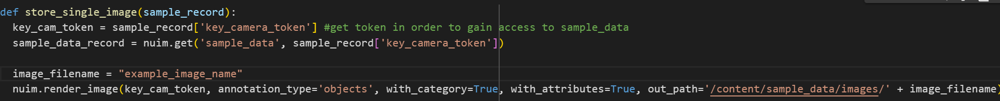 def store_single_image(sample_record):
  key_cam_token = sample_record['key_camera_token'] #get token in order to gain access to sample_data
  sample_data_record = nuim.get('sample_data', sample_record['key_camera_token'])

  image_filename = "example_image_name"
  nuim.render_image(key_cam_token, annotation_type='objects', with_category=True, with_attributes=True, out_path='/content/sample_data/images/' + image_filename)